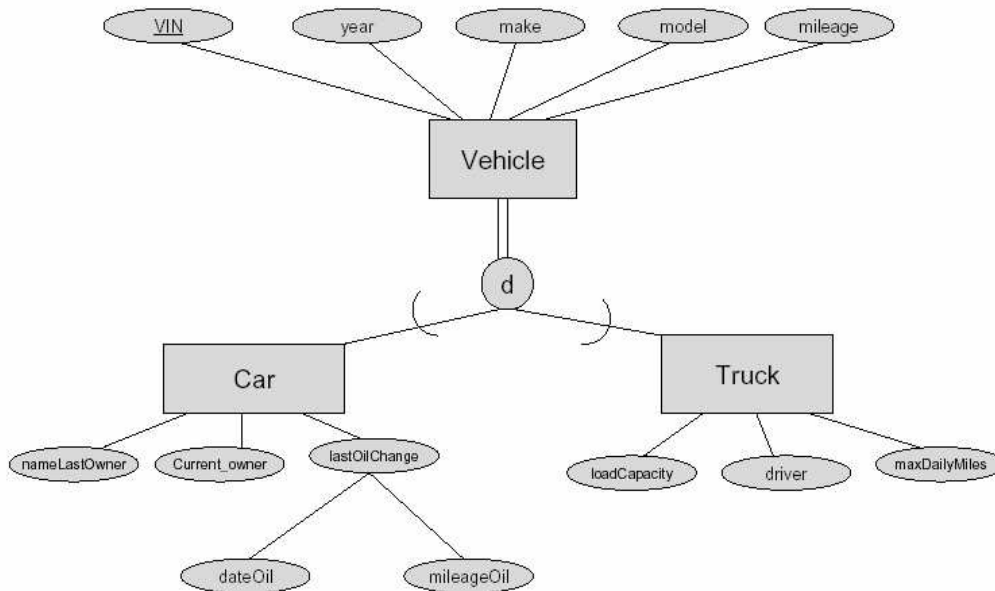 VIN
year
make
model
mileage
Vehicle
d
Car
Truck
nameLastOwner
Current_owner
lastOilChange
loadCapacity
driver
maxDailyMiles
dateOil
mileageOil